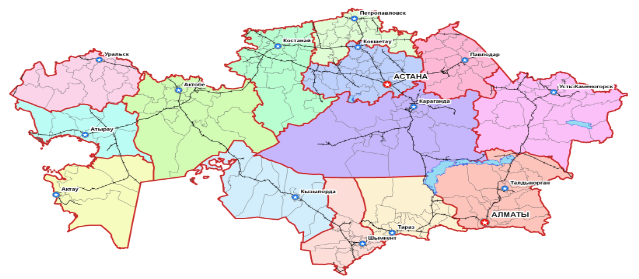 Петропавловск
Костанай
Кокшетау
Павлодар
Уральск
АСТАНА
Актобе
Усть-Каменогорск
Караганда
Атырау
Актау
Кызылорда
Талдыкорган
АЛМАТЫ
Тараз
Шымкент